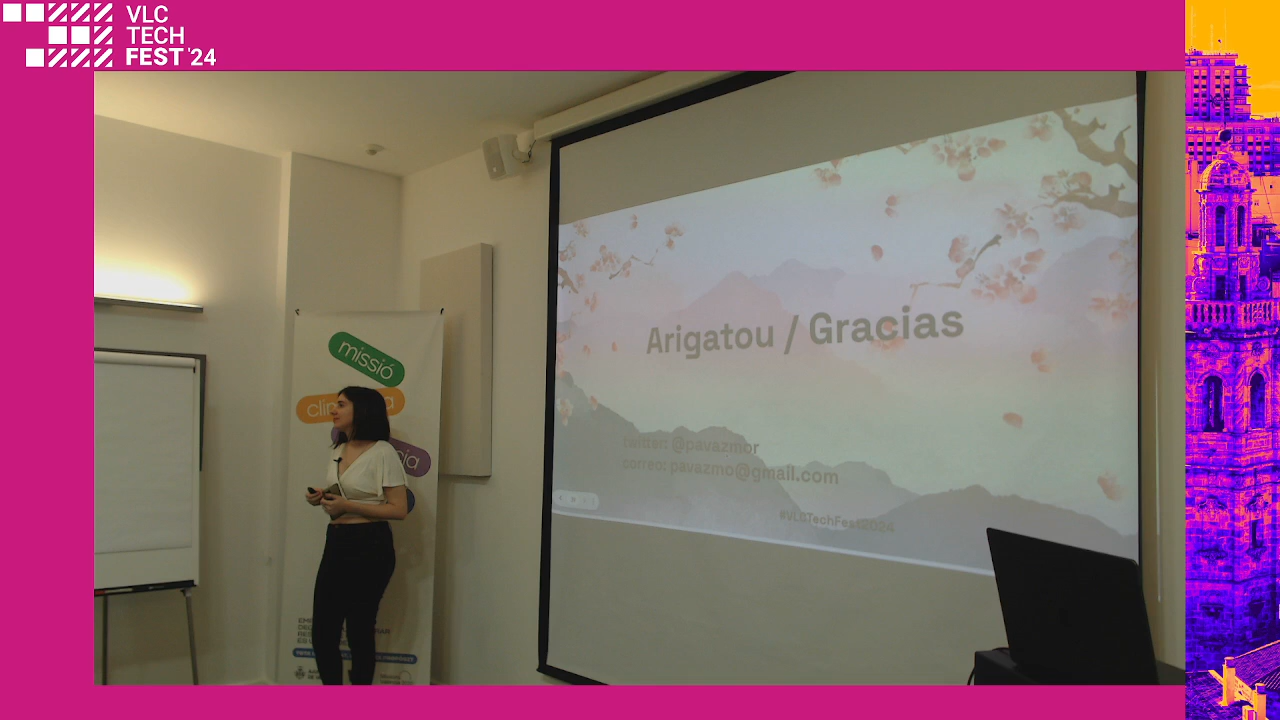 VLC
TECH
FEST '24
missió
Arigatou / Gracias
twitter: @pavazmor
correo: pavazmo@gmail.com
#VLCTechFest2024